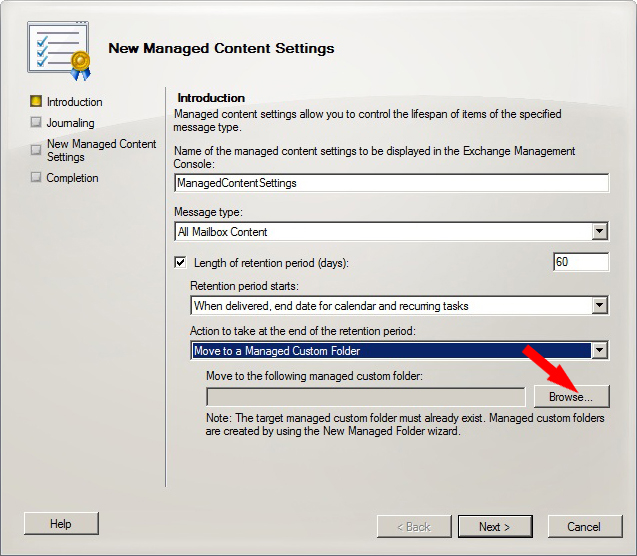 New Managed Content Settings
Introduction
Journaling
New Managed Content
Settings
Completion
Introduction
Managed content settings allow you to control the lifespan of items of the specified
message type.
Name of the managed content settings to be displayed in the Exchange Management
Console:
ManagedContentSettings
Message type:
All Mailbox Content
Length of retention period (days):
60
Retention period starts:
When delivered, end date for calendar and recurring tasks
Action to take at the end of the retention period:
Move to a Managed Custom Folder
Move to the following managed custom folder:
Browse...
Note: The target managed custom folder must already exist. Managed custom folders
are created by using the New Managed Folder wizard.
Help
< Back
Next >
Cancel